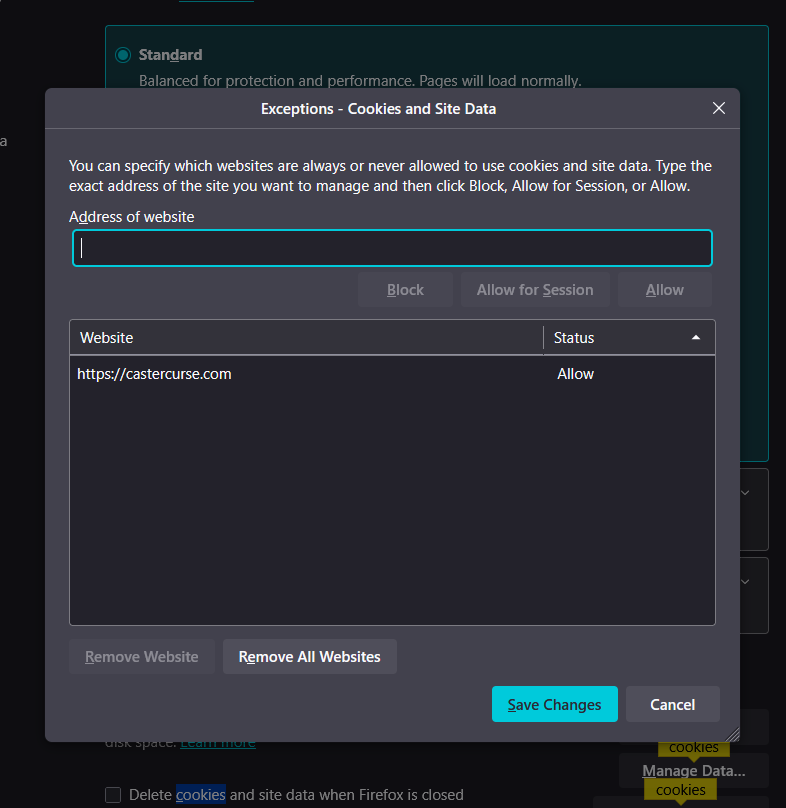 Standard
Balanced for protection and performance. Pages will load normally.
Exceptions - Cookies and Site Data
a
You can specify which websites are always or never allowed to use cookies and site data. Type the
exact address of the site you want to manage and then click Block, Allow for Session, or Allow.
Address of website
Block
Allow for Session
Allow
Website
Status
https://castercurse.com
Allow
Remove Website
Remove All Websites
Save Changes
Cancel
disk space. Learn more
cookies
Manage Data...
cookies
Delete cookies and site data when Firefox is closed